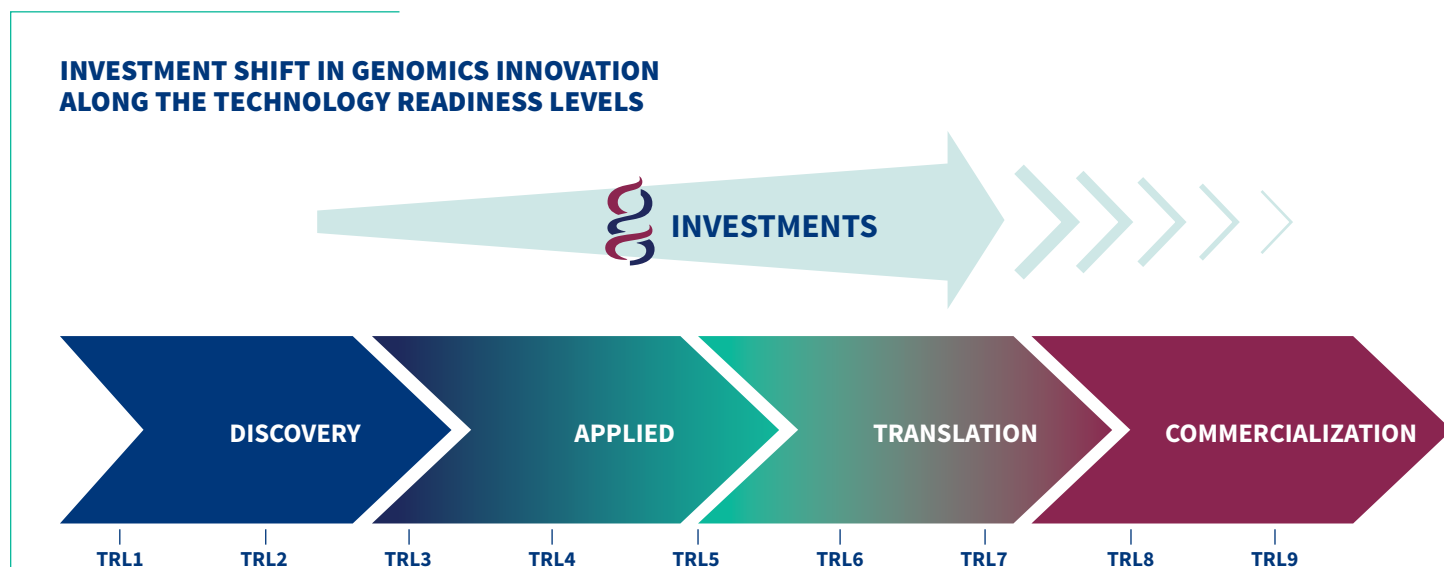 INVESTMENT SHIFT IN GENOMICS INNOVATION
ALONG THE TECHNOLOGY READINESS LEVELS
INVESTMENTS
DISCOVERY
APPLIED
TRANSLATION
COMMERCIALIZATION
TRL1
TRL2
TRL3
TRL4
TRL5
TRL6
TRL7
TRL8
TRL9